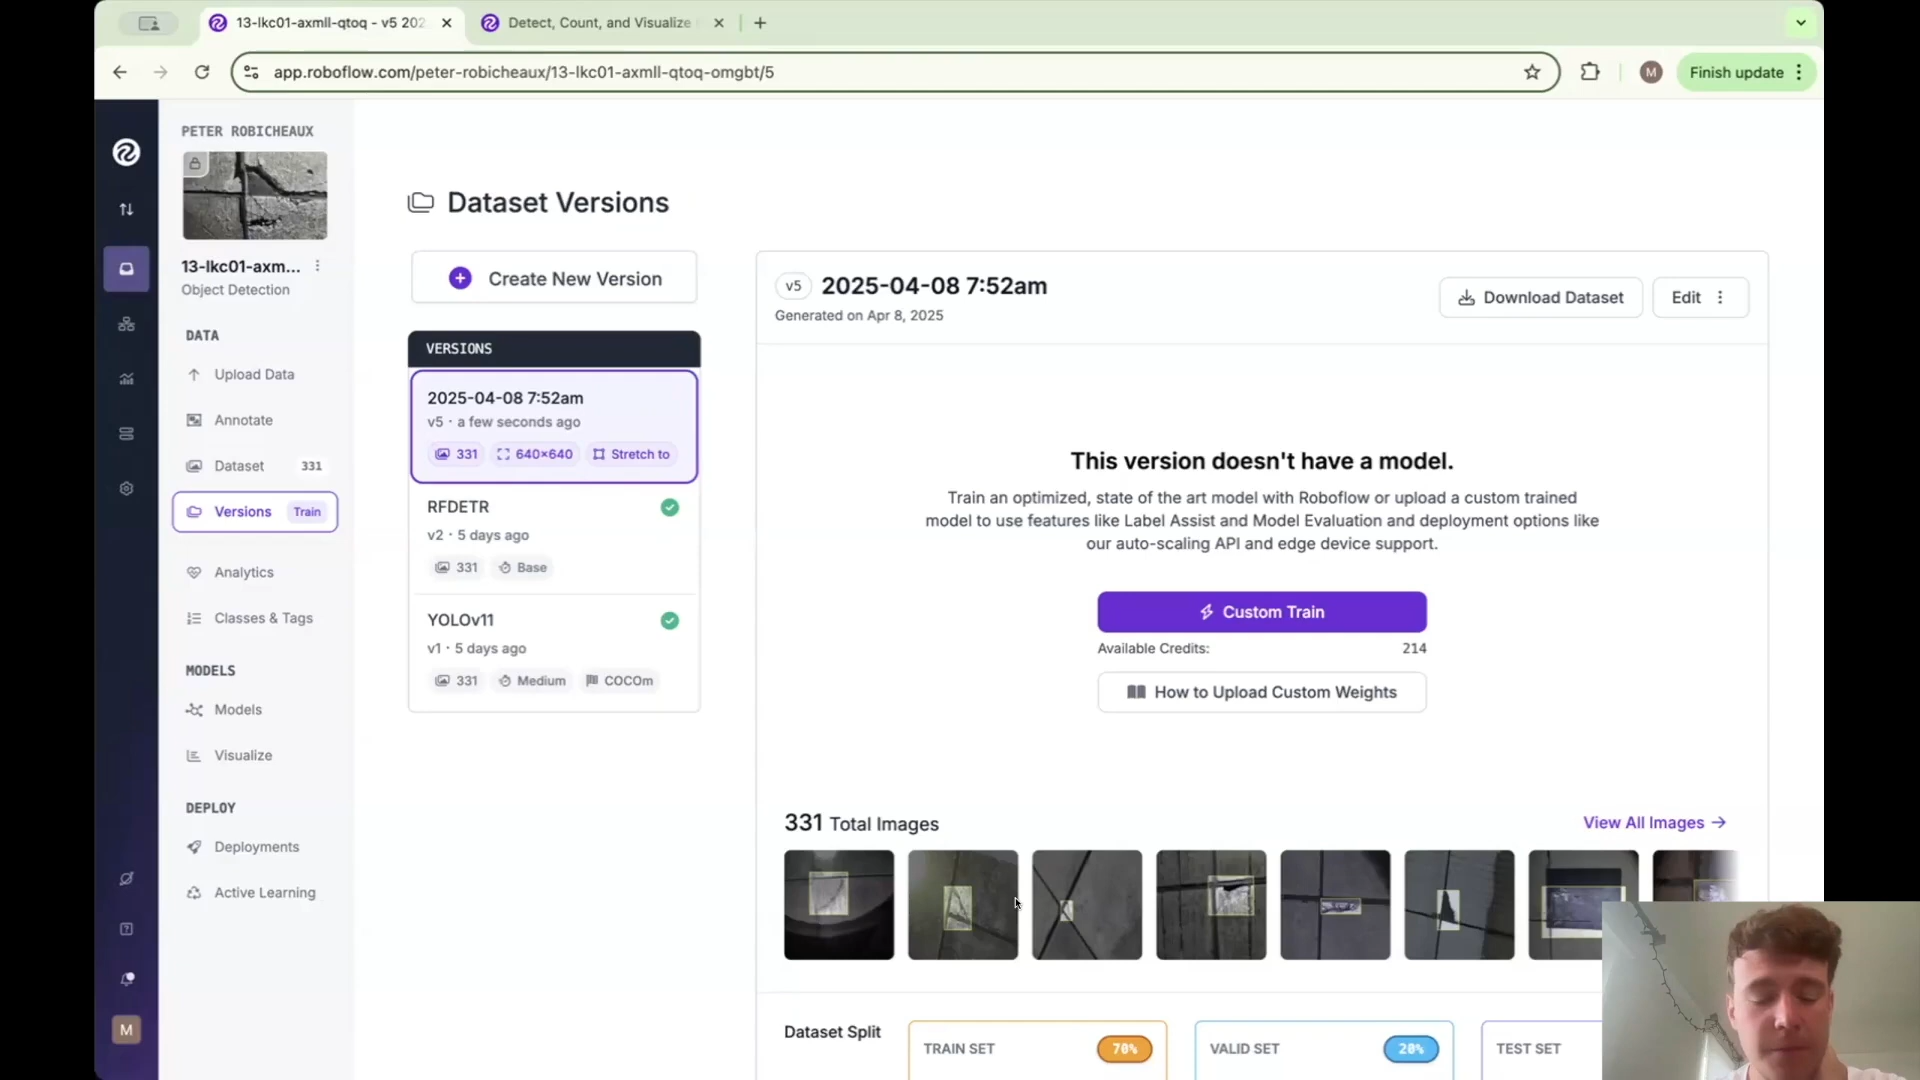 13-lkc01-axmll-qtoq - v5 202
Detect, Count, and Visualize
app.roboflow.com/peter-robicheaux/13-lkc01-axmll-qtoq-omgbt/5
M
Finish update
PETER ROBICHEAUX
13-lkc01-axm...
Object Detection
DATA
Upload Data
Annotate
Dataset 331
Versions Train
Analytics
Classes & Tags
MODELS
Models
Visualize
DEPLOY
Deployments
Active Learning
M
Dataset Versions
Create New Version
VERSIONS
2025-04-08 7:52am
v5 · a few seconds ago
331 640×640 Stretch to
RFDETR
v2 · 5 days ago
331 Base
YOLOv11
v1 · 5 days ago
331 Medium COCOm
v5 2025-04-08 7:52am
Generated on Apr 8, 2025
Download Dataset
Edit
This version doesn't have a model.
Train an optimized, state of the art model with Roboflow or upload a custom trained
model to use features like Label Assist and Model Evaluation and deployment options like
our auto-scaling API and edge device support.
Custom Train
Available Credits: 214
How to Upload Custom Weights
331 Total Images
View All Images →
Dataset Split
TRAIN SET 70%
VALID SET 20%
TEST SET